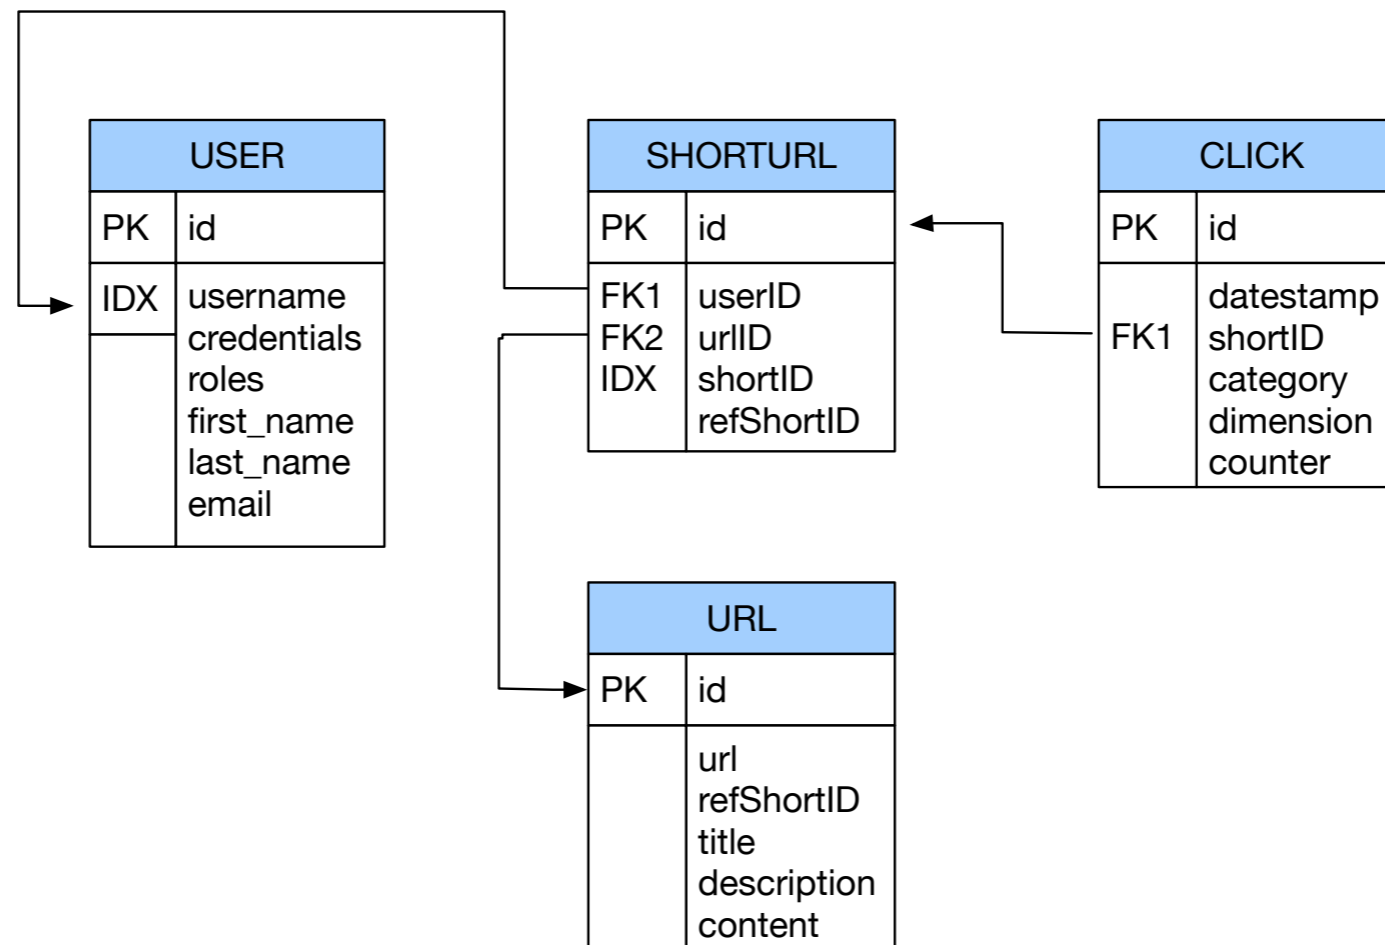 USER
PK id
IDX username
credentials
roles
first_name
last_name
email
SHORTURL
PK id
FK1 userID
FK2 urlID
IDX shortID
refShortID
CLICK
PK id
datestamp
FK1 shortID
category
dimension
counter
URL
PK id
url
refShortID
title
description
content